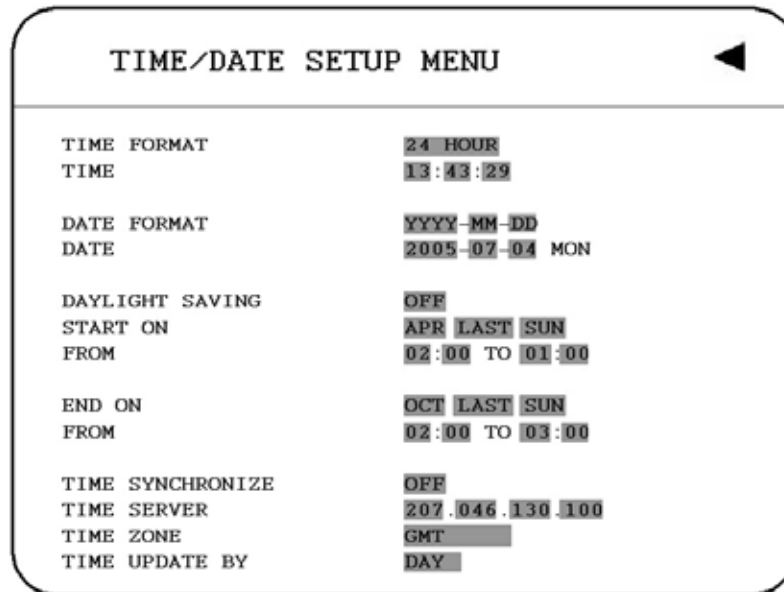 TIME/DATE SETUP MENU
TIME FORMAT 24 HOUR
TIME 13:43:29
DATE FORMAT YYYY-MM-DD
DATE 2005-07-04 MON
DAYLIGHT SAVING OFF
START ON APR LAST SUN
FROM 02:00 TO 01:00
END ON OCT LAST SUN
FROM 02:00 TO 03:00
TIME SYNCHRONIZE OFF
TIME SERVER 207.046.130.100
TIME ZONE GMT
TIME UPDATE BY DAY